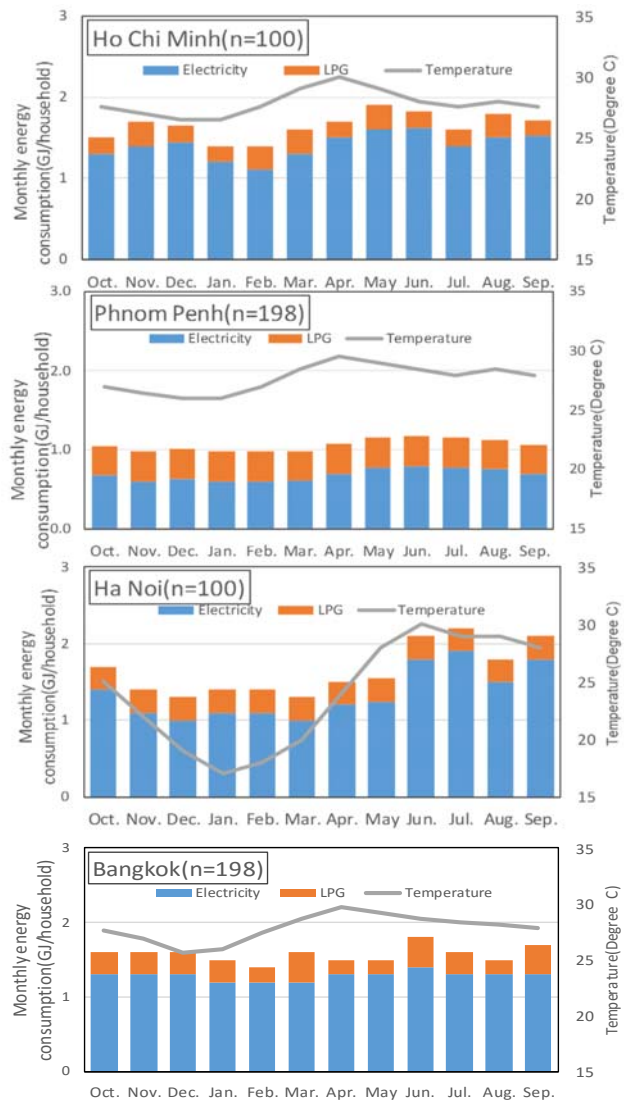 Ho Chi Minh(n=100)
Electricity LPG Temperature
Monthly energy
consumption(GJ/household)
Temperature(Degree C)
3
2
1
0
35
30
25
20
15
Oct. Nov. Dec. Jan. Feb. Mar. Apr. May Jun. Jul. Aug. Sep.
Phnom Penh(n=198)
Electricity LPG Temperature
Monthly energy
consumption(GJ/household)
Temperature(Degree C)
3.0
2.0
1.0
0.0
35
30
25
20
15
Oct. Nov. Dec. Jan. Feb. Mar. Apr. May Jun. Jul. Aug. Sep.
Ha Noi(n=100)
Electricity LPG Temperature
Monthly energy
consumption(GJ/household)
Temperature(Degree C)
3
2
1
0
35
30
25
20
15
Oct. Nov. Dec. Jan. Feb. Mar. Apr. May Jun. Jul. Aug. Sep.
Bangkok(n=198)
Electricity LPG Temperature
Monthly energy
consumption(GJ/household)
Temperature(Degree C)
3
2
1
0
35
30
25
20
15
Oct. Nov. Dec. Jan. Feb. Mar. Apr. May Jun. Jul. Aug. Sep.